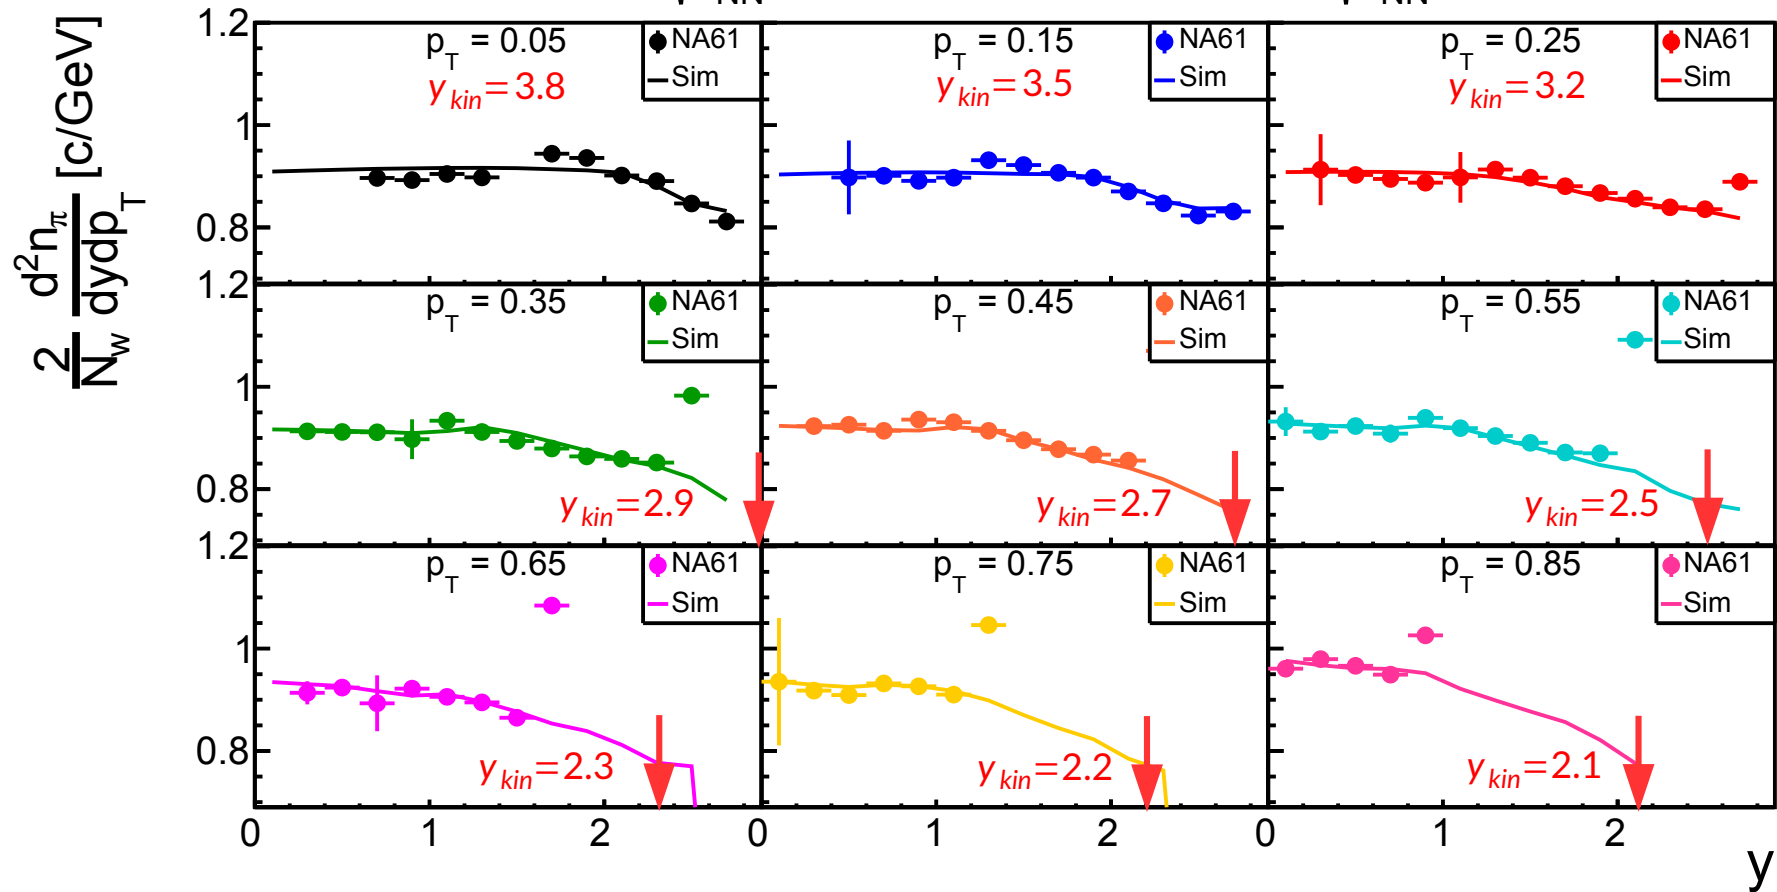 NN NN
2/N_w d²n_π/dydp_T [c/GeV]
1.2
1
0.8
p_T = 0.05
y_kin=3.8
NA61
Sim
p_T = 0.15
y_kin=3.5
NA61
Sim
p_T = 0.25
y_kin=3.2
NA61
Sim
1.2
1
0.8
p_T = 0.35
NA61
Sim
y_kin=2.9
p_T = 0.45
NA61
Sim
y_kin=2.7
p_T = 0.55
NA61
Sim
y_kin=2.5
1.2
1
0.8
p_T = 0.65
NA61
Sim
y_kin=2.3
p_T = 0.75
NA61
Sim
y_kin=2.2
p_T = 0.85
NA61
Sim
y_kin=2.1
0 1 2 0 1 2 0 1 2
y